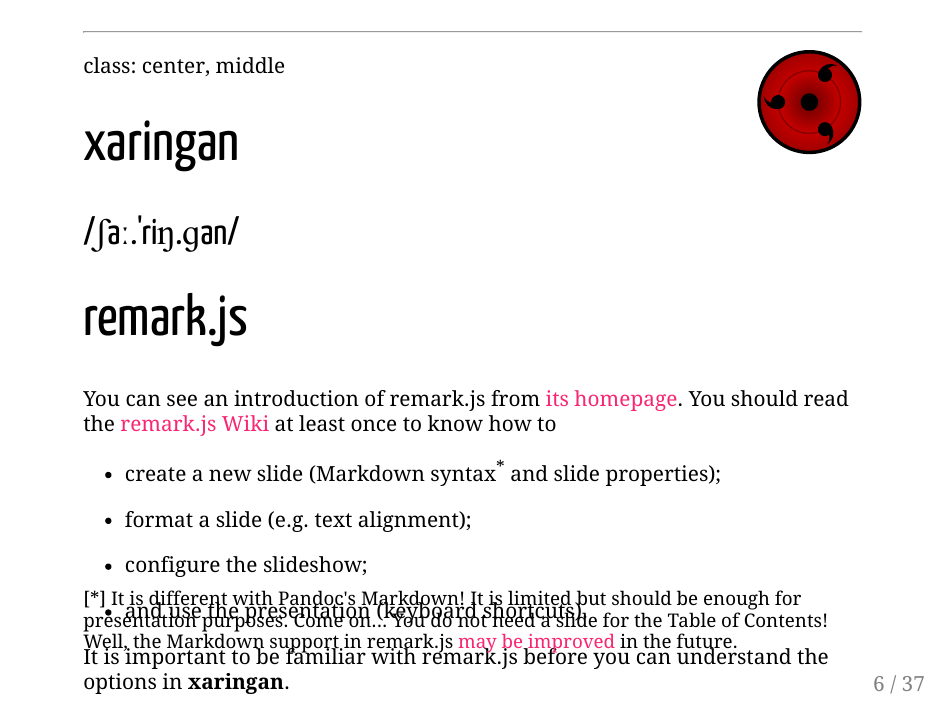 class: center, middle
xaringan
/ʃaː.ˈriŋ.ɡan/
remark.js
You can see an introduction of remark.js from its homepage. You should read
the remark.js Wiki at least once to know how to
• create a new slide (Markdown syntax* and slide properties);
• format a slide (e.g. text alignment);
• configure the slideshow;
• and use the presentation (keyboard shortcuts).
[*] It is different with Pandoc's Markdown! It is limited but should be enough for
presentation purposes. Come on... You do not need a slide for the Table of Contents!
Well, the Markdown support in remark.js may be improved in the future.
It is important to be familiar with remark.js before you can understand the
options in xaringan.
6 / 37